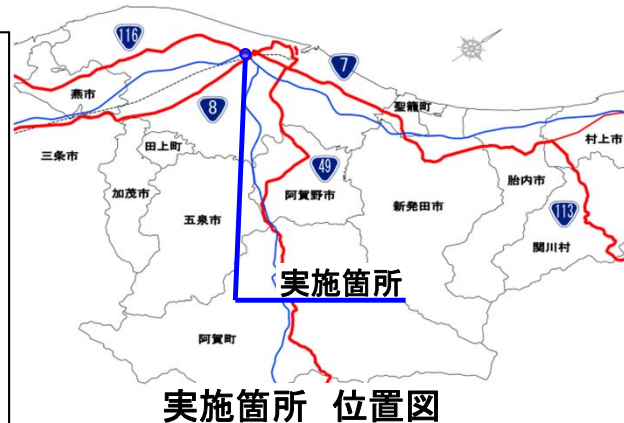 116
7
燕市
8
聖籠町
三条市
田上町
村上市
49
加茂市
阿賀野市
胎内市
五泉市
新発田市
113
関川村
実施箇所
阿賀町
実施箇所 位置図